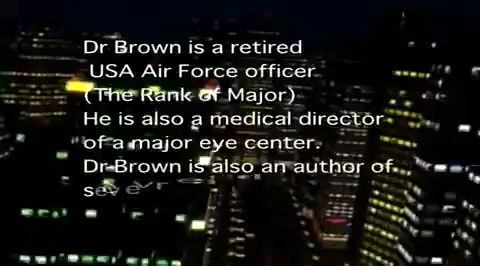 Dr Brown is a retired
USA Air Force officer
(The Rank of Major)
He is also a medical director
of a major eye center.
Dr Brown is also an author of